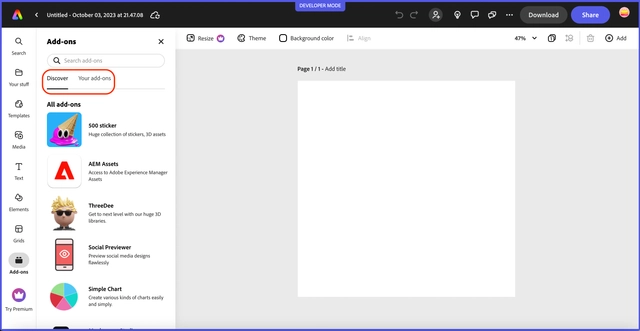 DEVELOPER MODE
Untitled - October 03, 2023 at 21.47.08
Download
Share
Add-ons
Resize
Theme
Background color
Align
47%
Add
Search
Your stuff
Templates
Media
Text
Elements
Grids
Add-ons
Try Premium
Search add-ons
Discover
Your add-ons
All add-ons
500 sticker
Huge collection of stickers, 3D assets
AEM Assets
Access to Adobe Experience Manager
Assets
ThreeDee
Get to next level with our huge 3D
libraries.
Social Previewer
Preview social media designs
flawlessly
Simple Chart
Create various kinds of charts easily
and simply.
Page 1 / 1 - Add title